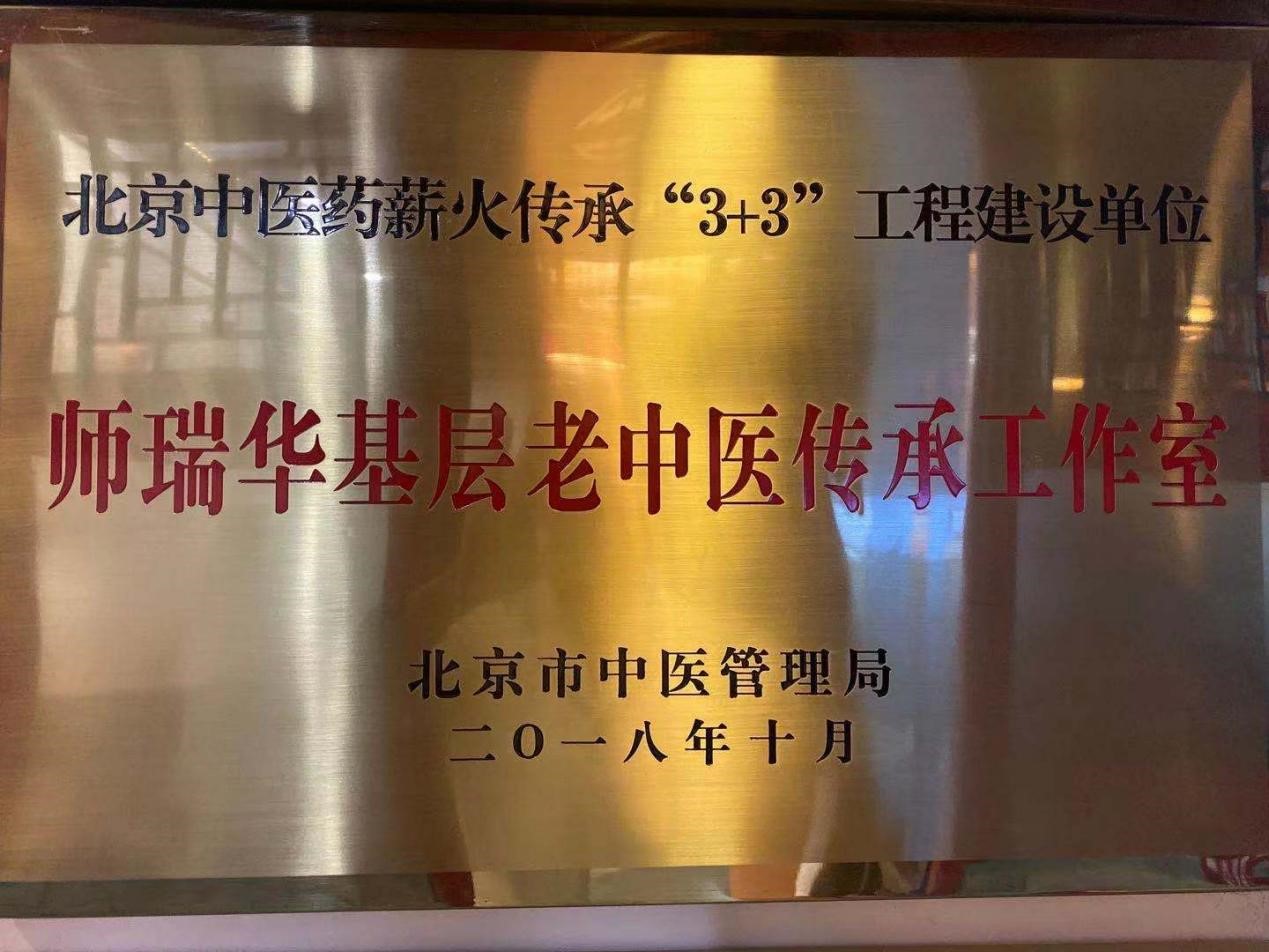 北京中医药薪火传承“3+3”工程建设单位
师瑞华基层老中医传承工作室
北京市中医管理局
二〇一八年十月